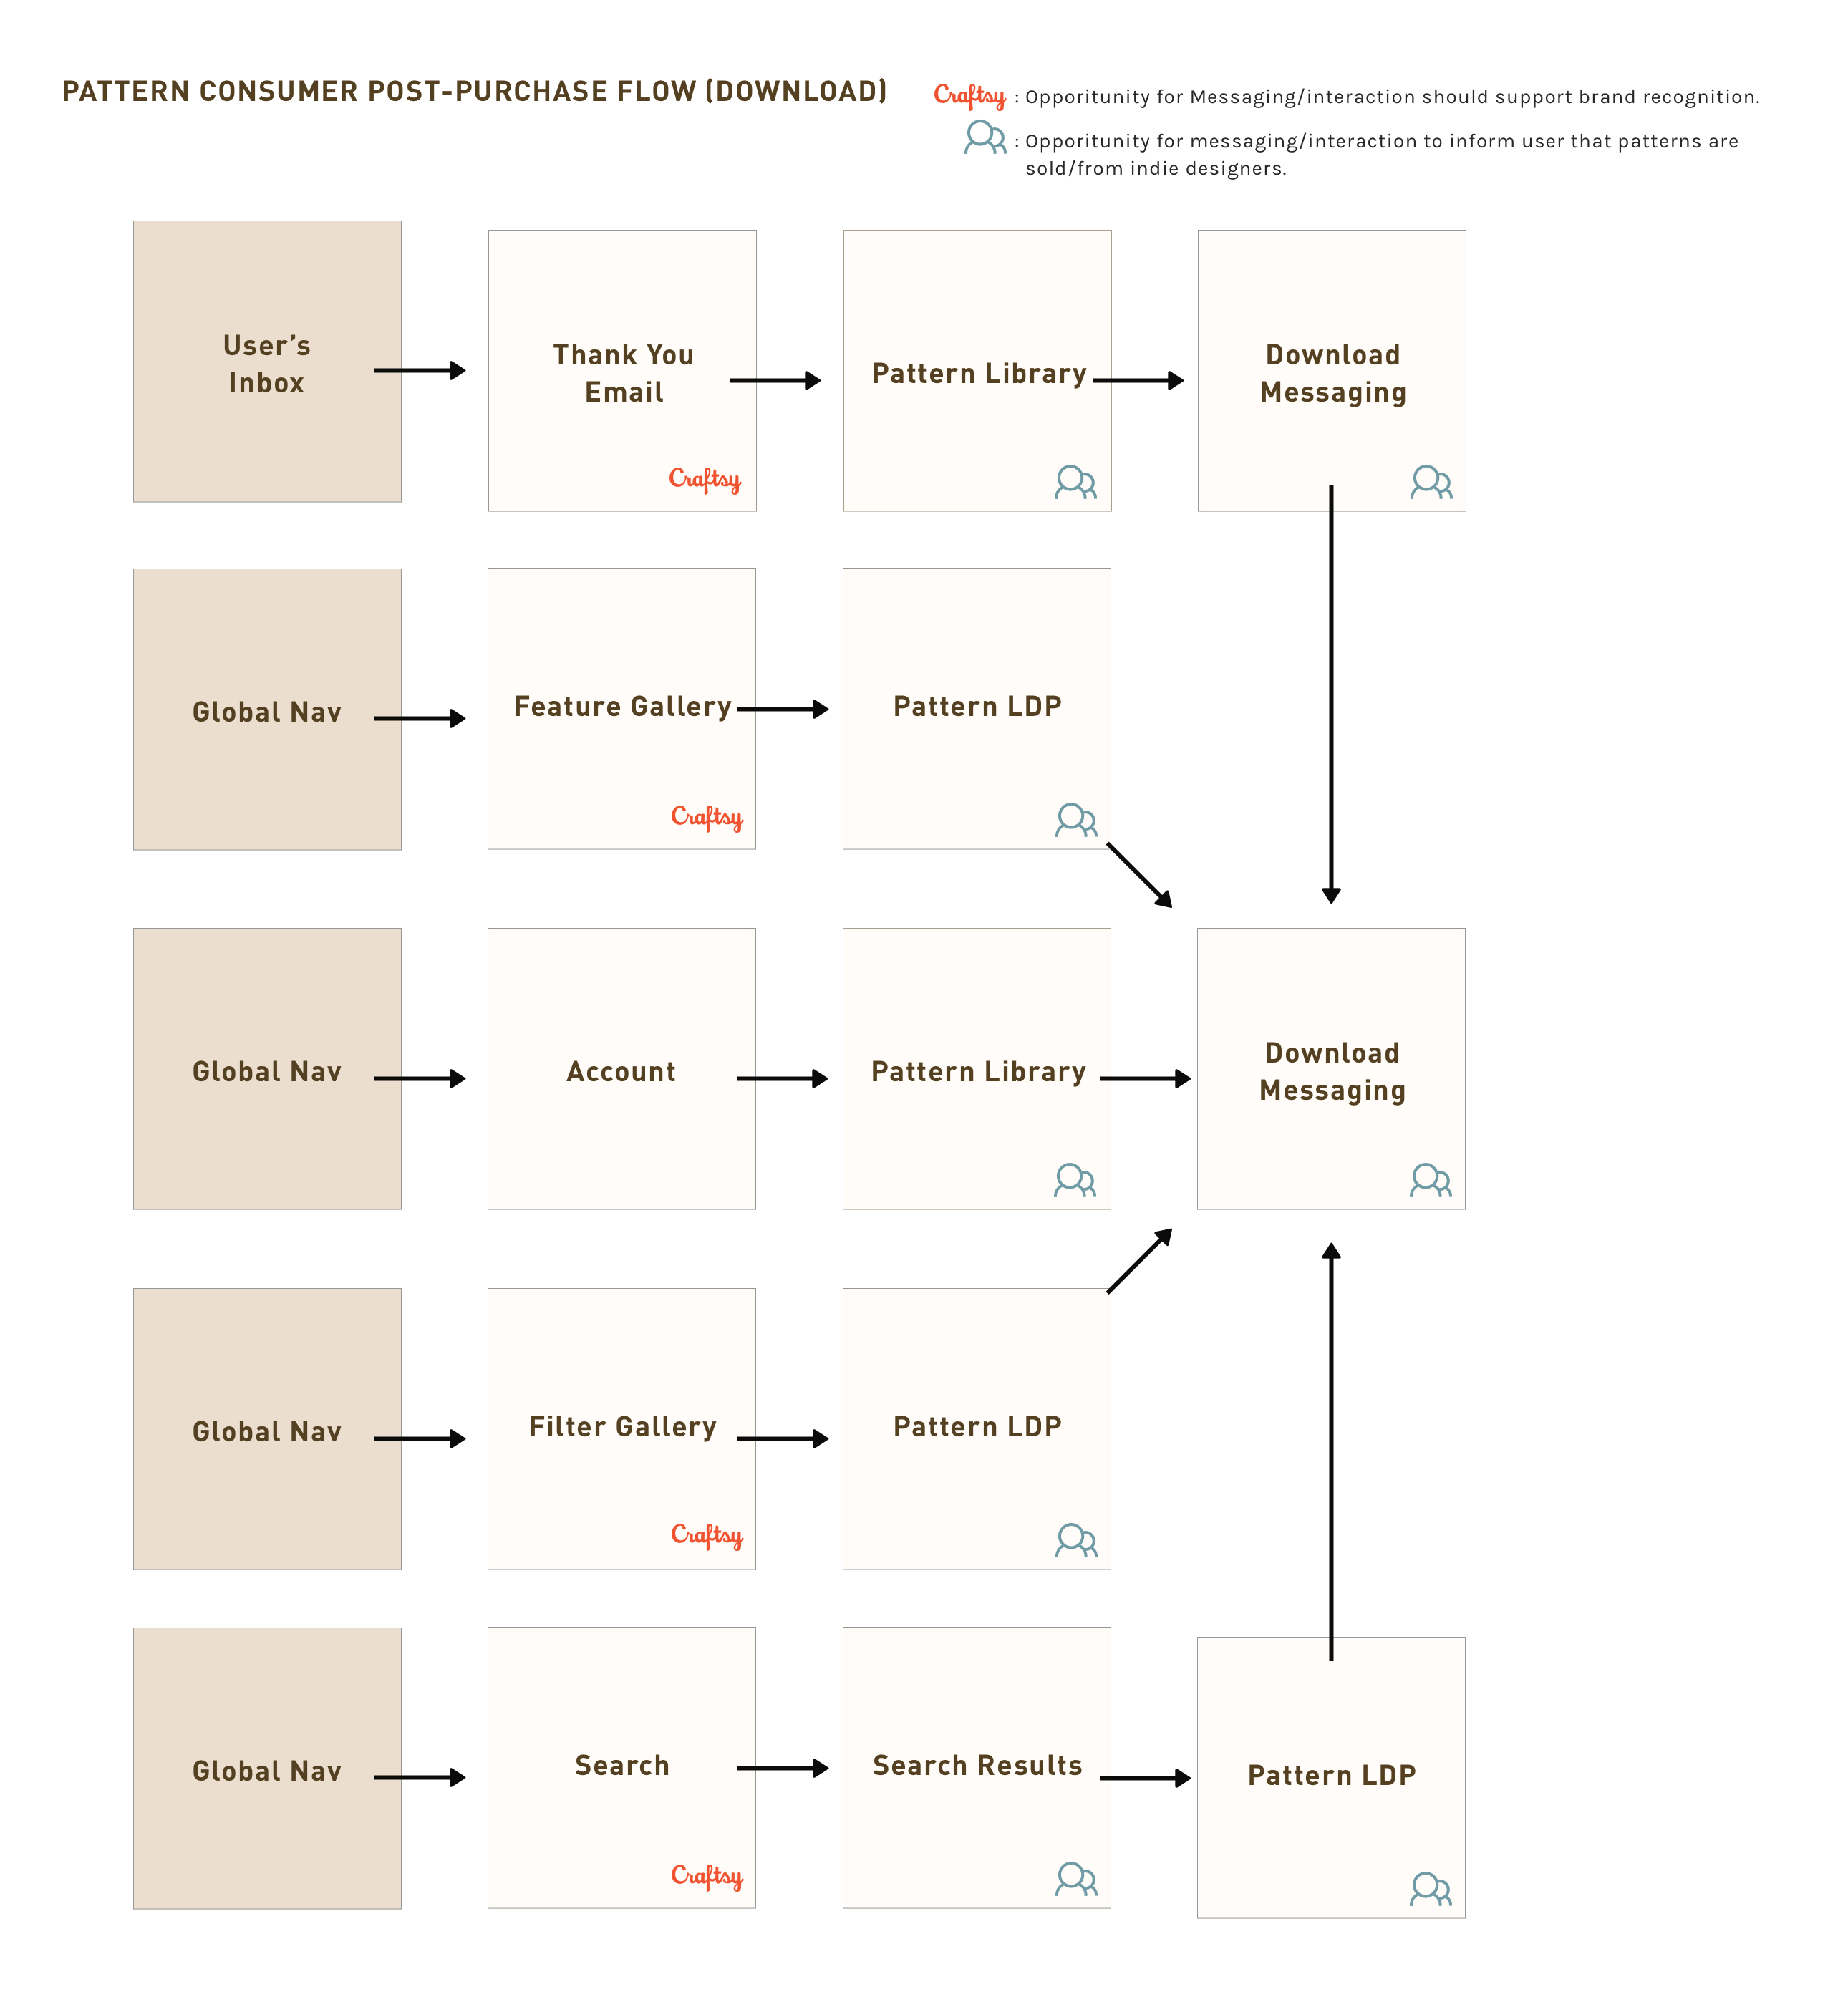 PATTERN CONSUMER POST-PURCHASE FLOW (DOWNLOAD)
Craftsy : Opporitunity for Messaging/interaction should support brand recognition.
: Opportunity for messaging/interaction to inform user that patterns are
sold/from indie designers.
User's
Inbox
Thank You
Email
Craftsy
Pattern Library
Download
Messaging
Global Nav
Feature Gallery
Craftsy
Pattern LDP
Global Nav
Account
Pattern Library
Download
Messaging
Global Nav
Filter Gallery
Craftsy
Pattern LDP
Global Nav
Search
Craftsy
Search Results
Pattern LDP